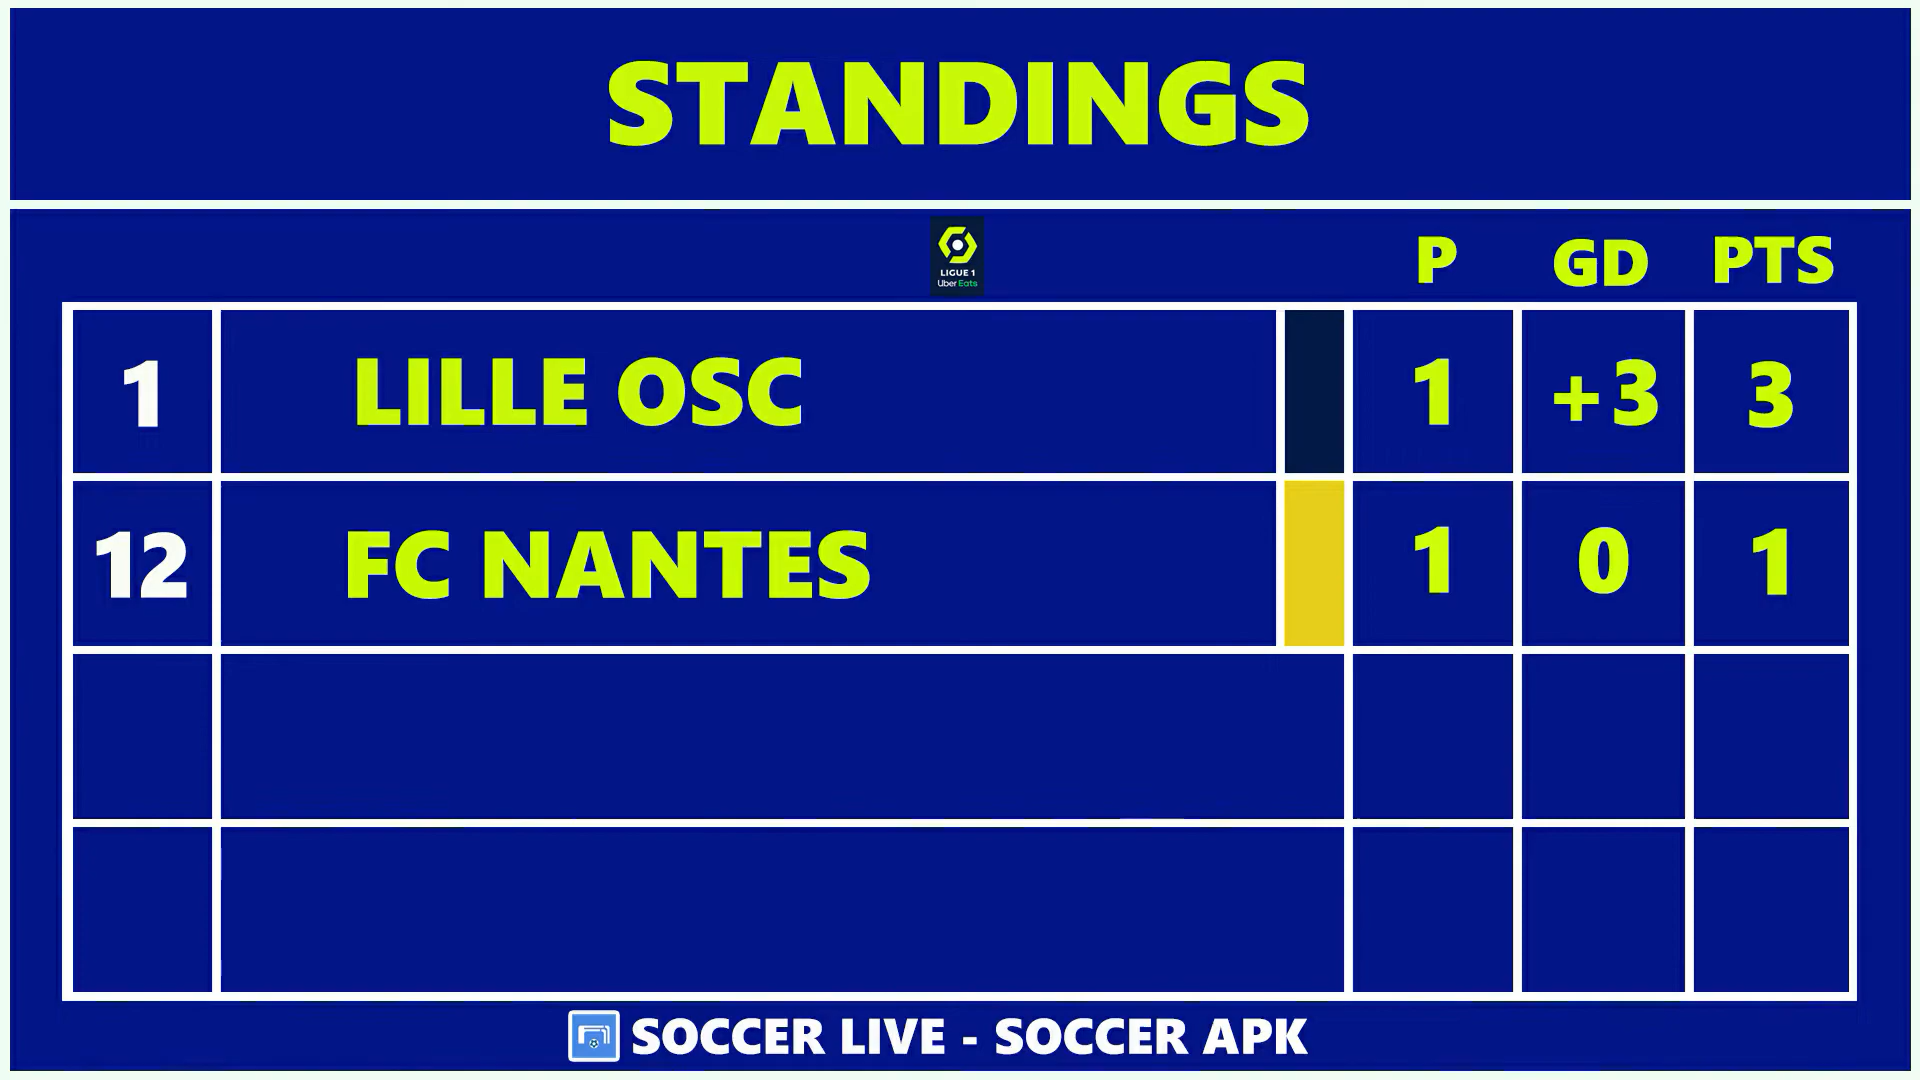 STANDINGS
LIGUE 1
Uber Eats
P GD PTS
1 LILLE OSC 1 +3 3
12 FC NANTES 1 0 1
SOCCER LIVE - SOCCER APK